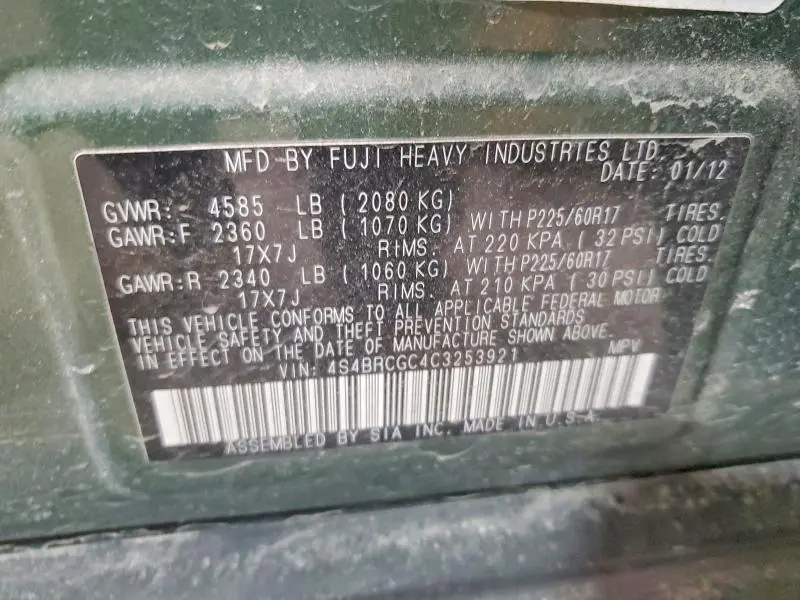 MFD BY FUJI HEAVY INDUSTRIES LTD.
DATE: 01/12
GVWR: 4585 LB ( 2080 KG)
GAWR:F 2360 LB ( 1070 KG) WITH P225/60R17 TIRES.
17X7J RIMS. AT 220 KPA ( 32 PSI) COLD
GAWR:R 2340 LB ( 1060 KG) WITH P225/60R17 TIRES.
17X7J RIMS. AT 210 KPA ( 30 PSI) COLD
THIS VEHICLE CONFORMS TO ALL APPLICABLE FEDERAL MOTOR
VEHICLE SAFETY AND THEFT PREVENTION STANDARDS
IN EFFECT ON THE DATE OF MANUFACTURE SHOWN ABOVE.
VIN: 4S4BRCGC4C3253921 MPV
ASSEMBLED BY SIA INC. MADE IN U.S.A.